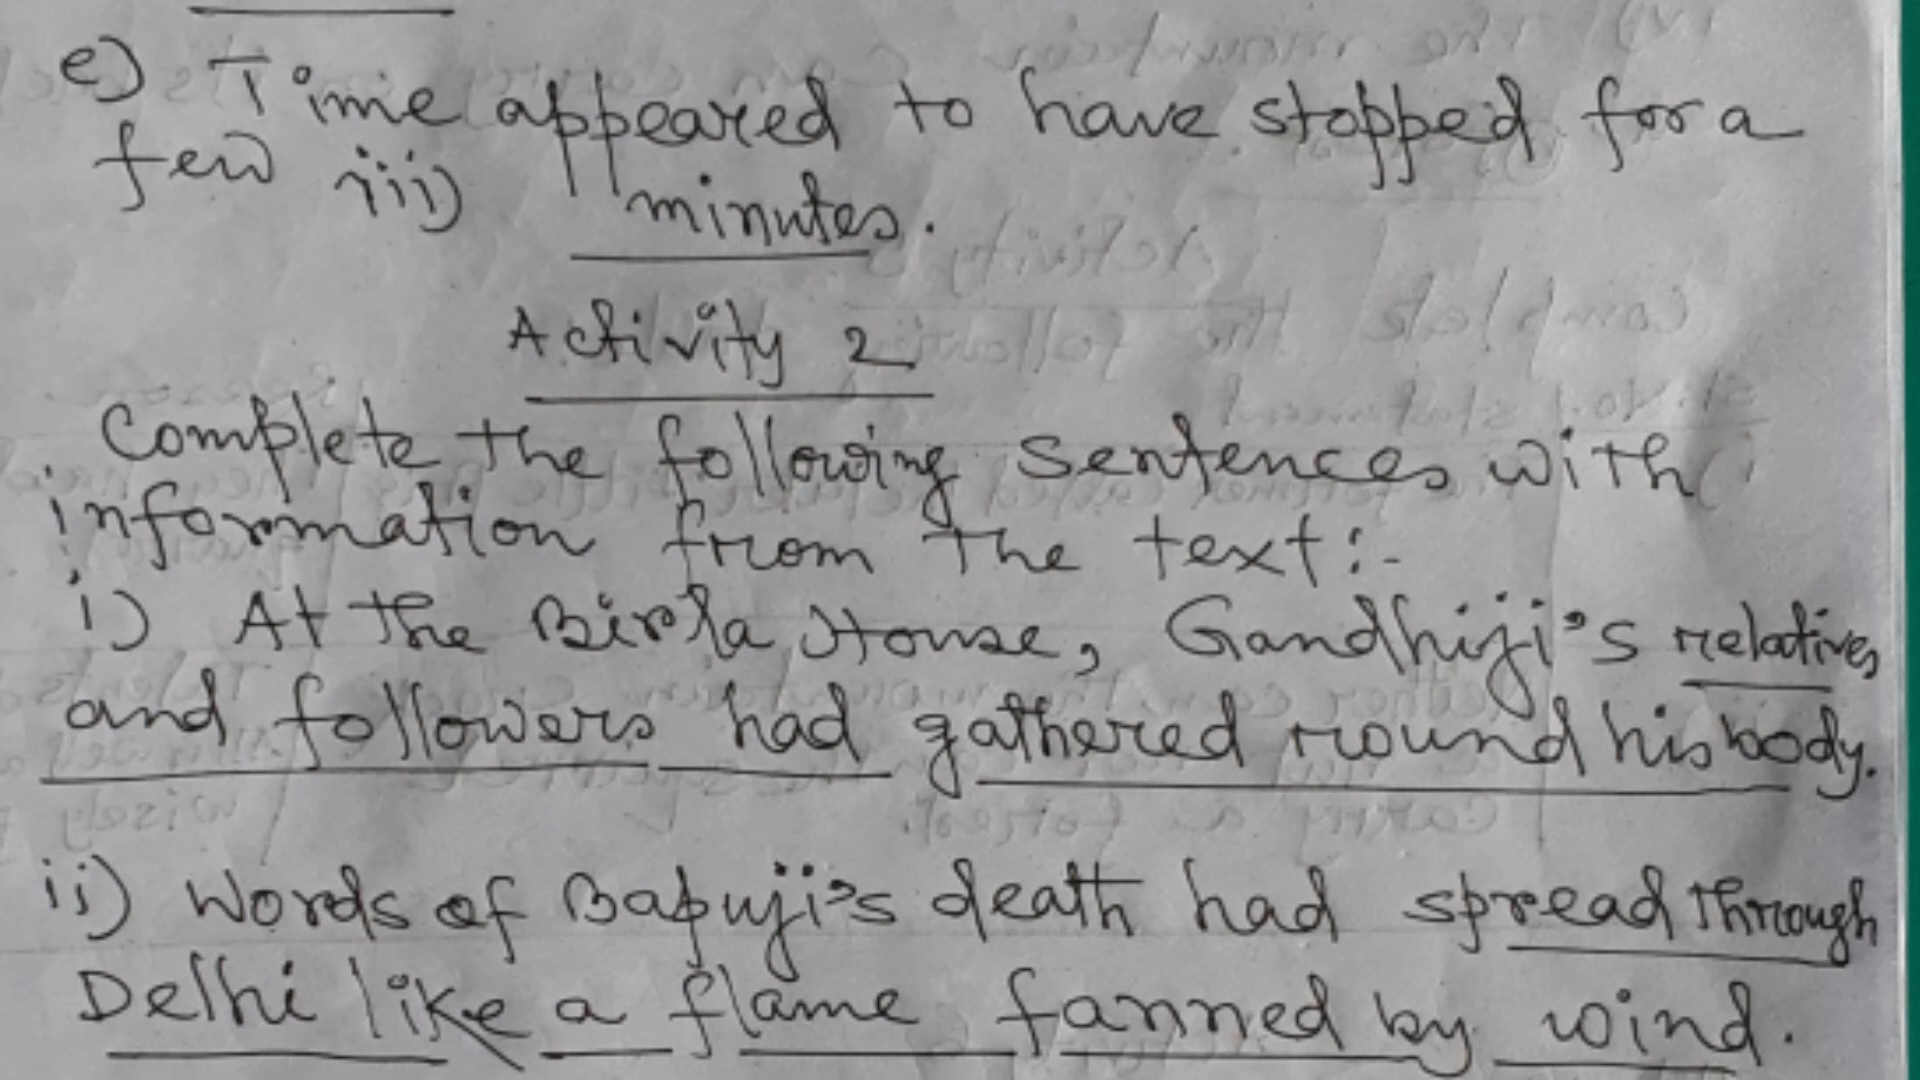 e) Time appeared to have stopped for a
few iii) minutes.
Activity 2
Complete the following sentences with
information from the text:-
i) At the Birla House, Gandhiji's relatives
and followers had gathered round his body.
ii) Words of Bapuji's death had spread through
Delhi like a flame fanned by wind.